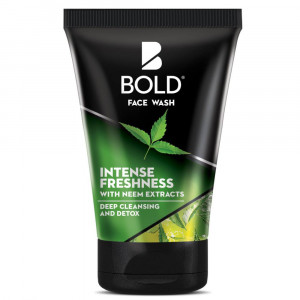 B
BOLD®
FACE WASH
INTENSE
FRESHNESS
WITH NEEM EXTRACTS
DEEP CLEANSING
AND DETOX